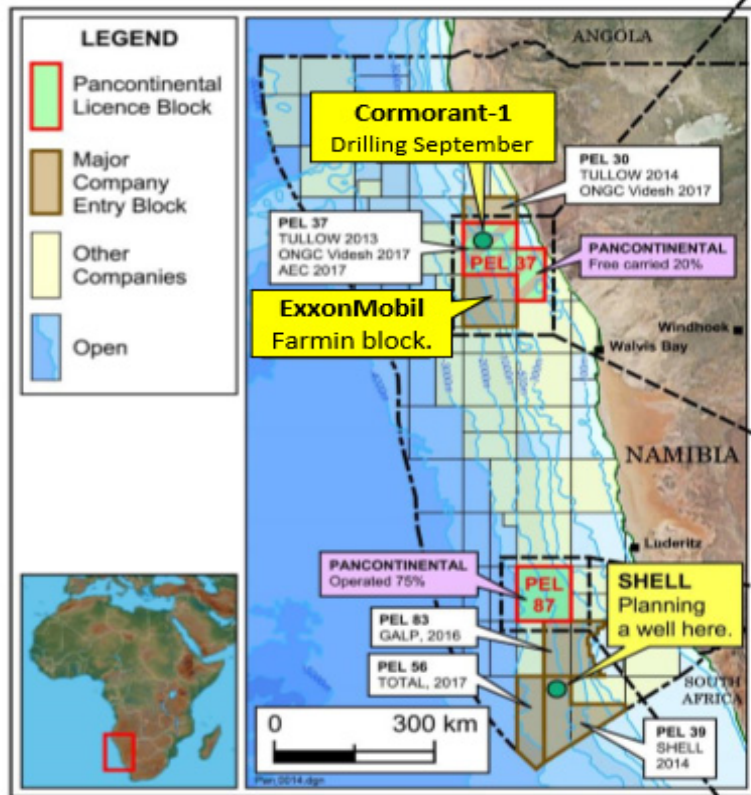 LEGEND
Pancontinental
Licence Block
Major
Company
Entry Block
Other
Companies
Open
ANGOLA
Cormorant-1
Drilling September
PEL 30
TULLOW 2014
ONGC Videsh 2017
PEL 37
TULLOW 2013
ONGC Videsh 2017
AEC 2017
PEL 37
PANCONTINENTAL
Free carried 20%
ExxonMobil
Farmin block.
Windhoek
Walvis Bay
NAMIBIA
Luderitz
PANCONTINENTAL
Operated 75%
PEL
87
SHELL
Planning
a well here.
PEL 83
GALP, 2016
PEL 56
TOTAL, 2017
SOUTH
AFRICA
PEL 39
SHELL
2014
0 300 km
Pan_0014.dgn